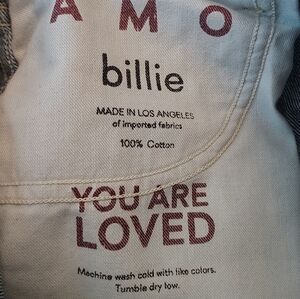 AMO
billie
MADE IN LOS ANGELES
of imported fabrics
100% Cotton
YOU ARE
LOVED
Machine wash cold with like colors.
Tumble dry low.